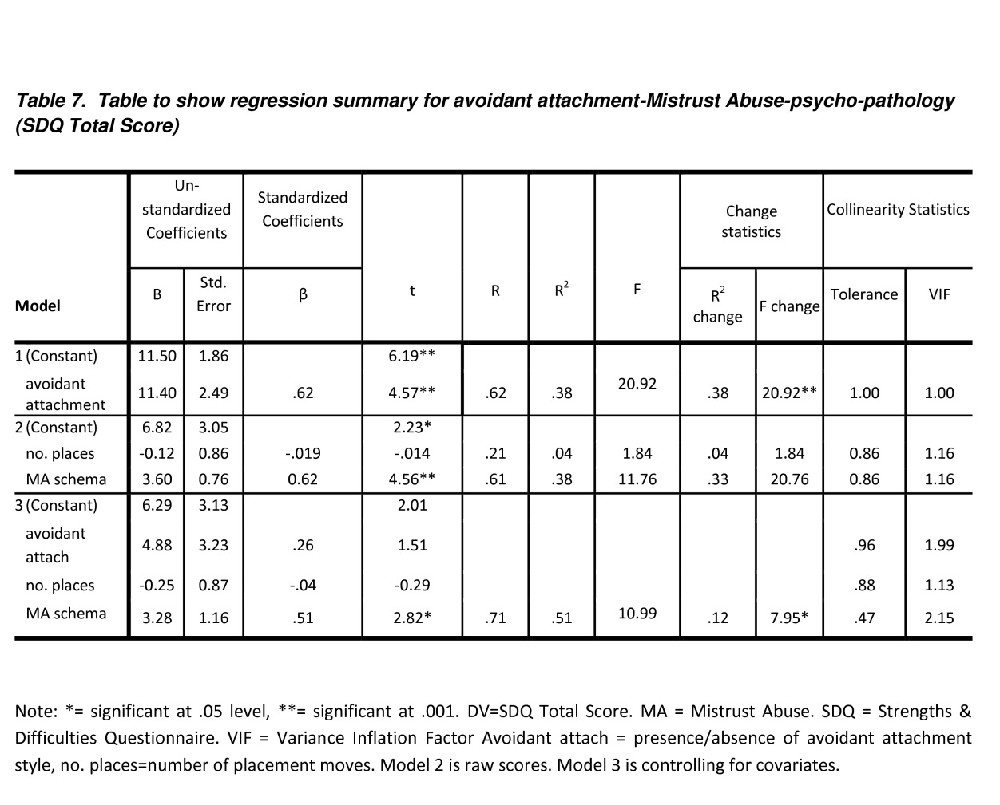 Table 7. Table to show regression summary for avoidant attachment-Mistrust Abuse-psycho-pathology
(SDQ Total Score)
Un-
standardized
Coefficients
Standardized
Coefficients
Change
statistics
Collinearity Statistics
Model
B
Std.
Error
β
t
R
R²
F
R²
change
F change
Tolerance
VIF
1 (Constant) 11.50 1.86 6.19**
avoidant
attachment
11.40 2.49 .62 4.57** .62 .38 20.92 .38 20.92** 1.00 1.00
2 (Constant) 6.82 3.05 2.23*
no. places -0.12 0.86 -.019 -.014 .21 .04 1.84 .04 1.84 0.86 1.16
MA schema 3.60 0.76 0.62 4.56** .61 .38 11.76 .33 20.76 0.86 1.16
3 (Constant) 6.29 3.13 2.01
avoidant
attach
4.88 3.23 .26 1.51 .96 1.99
no. places -0.25 0.87 -.04 -0.29 .88 1.13
MA schema 3.28 1.16 .51 2.82* .71 .51 10.99 .12 7.95* .47 2.15
Note: *= significant at .05 level, **= significant at .001. DV=SDQ Total Score. MA = Mistrust Abuse. SDQ = Strengths &
Difficulties Questionnaire. VIF = Variance Inflation Factor Avoidant attach = presence/absence of avoidant attachment
style, no. places=number of placement moves. Model 2 is raw scores. Model 3 is controlling for covariates.